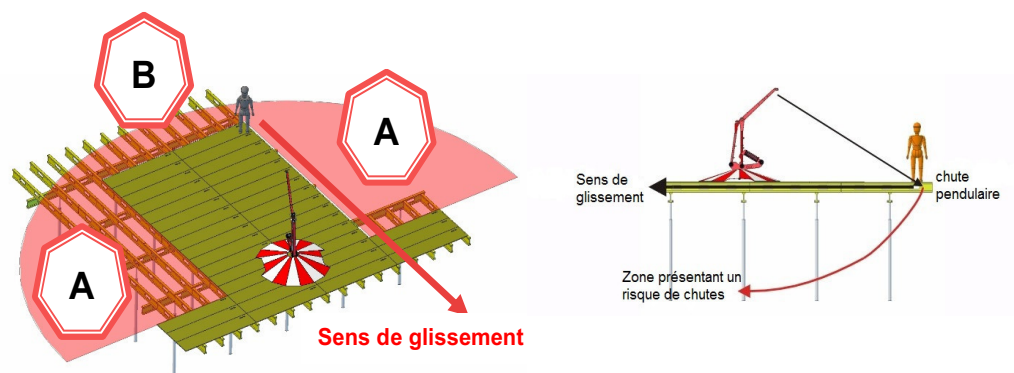 B
A
A
Sens de glissement
Sens de
glissement
chute
pendulaire
Zone présentant un
risque de chutes